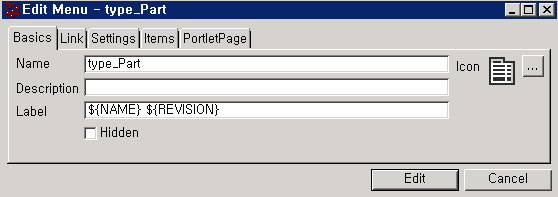 Edit Menu - type_Part
Basics Link Settings Items PortletPage
Name type_Part Icon ...
Description
Label ${NAME} ${REVISION}
Hidden
Edit Cancel